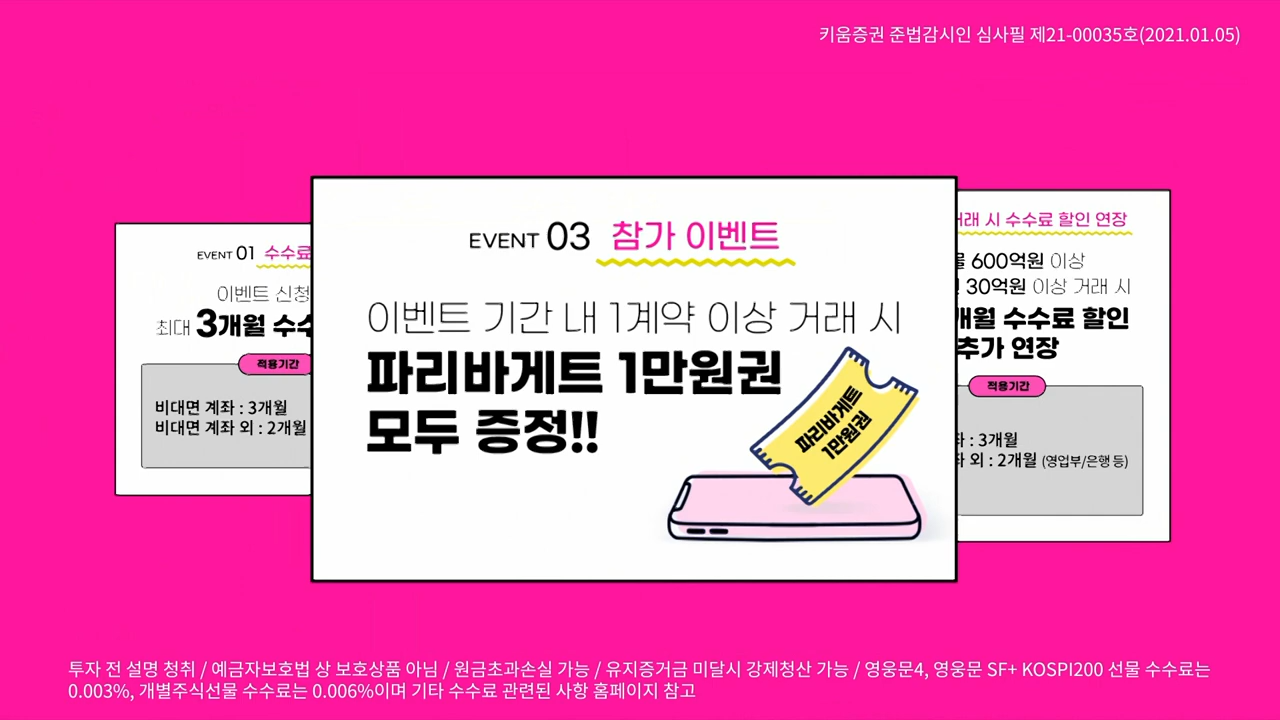 키움증권 준법감시인 심사필 제21-00035호(2021.01.05)
EVENT 01 수수료
이벤트 신청
최대 3개월 수수
적용기간
비대면 계좌 : 3개월
비대면 계좌 외 : 2개월
EVENT 03 참가 이벤트
이벤트 기간 내 1계약 이상 거래 시
파리바게트 1만원권
모두 증정!!
파리바게트
1만원권
거래 시 수수료 할인 연장
600억원 이상
30억원 이상 거래 시
개월 수수료 할인
추가 연장
적용기간
: 3개월
외 : 2개월 (영업부/은행 등)
투자 전 설명 청취 / 예금자보호법 상 보호상품 아님 / 원금초과손실 가능 / 유지증거금 미달시 강제청산 가능 / 영웅문4, 영웅문 SF+ KOSPI200 선물 수수료는
0.003%, 개별주식선물 수수료는 0.006%이며 기타 수수료 관련된 사항 홈페이지 참고